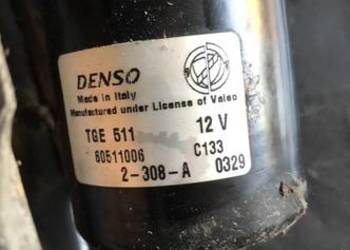 DENSO
Made in Italy
Manufactured under License of Valeo
TGE 511 12 V
60511006 C133
2-308-A 0329